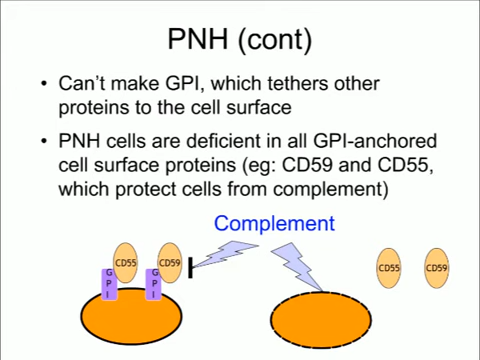 PNH (cont)
• Can't make GPI, which tethers other
proteins to the cell surface
• PNH cells are deficient in all GPI-anchored
cell surface proteins (eg: CD59 and CD55,
which protect cells from complement)
Complement
CD55
CD59
CD55
CD59
GPI
GPI